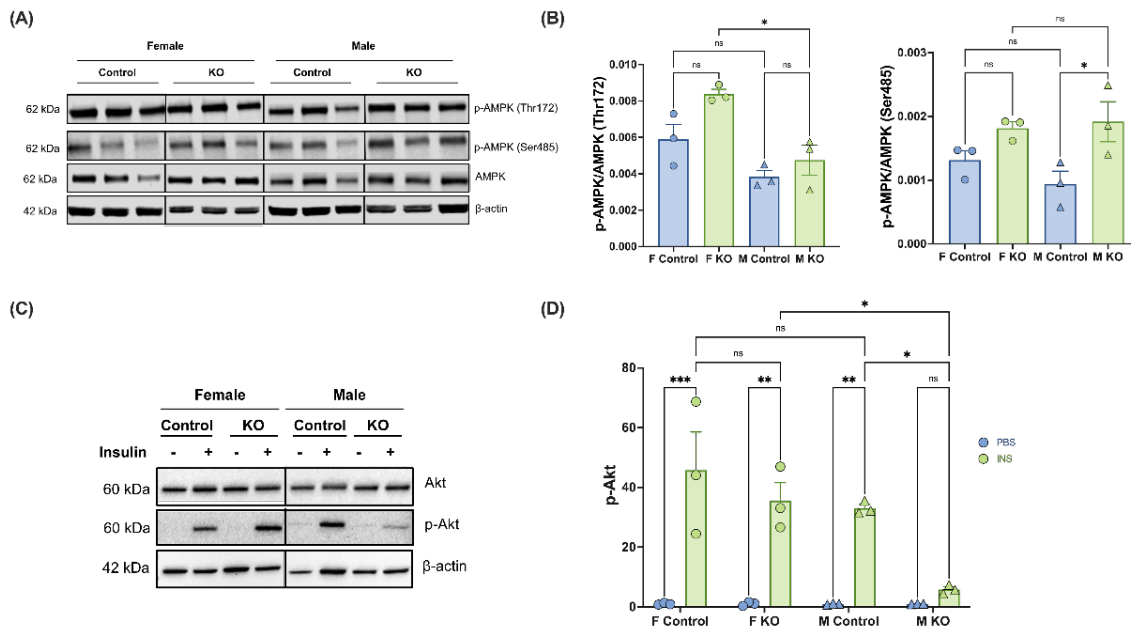 (A)
Female Male
Control KO Control KO
62 kDa p-AMPK (Thr172)
62 kDa p-AMPK (Ser485)
62 kDa AMPK
42 kDa β-actin
(B)
*
ns ns
ns ns
p-AMPK/AMPK (Thr172)
0.010
0.008
0.006
0.004
0.002
0.000
F Control F KO M Control M KO
ns
ns
ns *
p-AMPK/AMPK (Ser485)
0.003
0.002
0.001
0.000
F Control F KO M Control M KO
(C)
Female Male
Control KO Control KO
Insulin - + - + - + - +
60 kDa Akt
60 kDa p-Akt
42 kDa β-actin
(D)
*
ns
ns *
*** ** ** ns
p-Akt
80
60
40
20
0
F Control F KO M Control M KO
PBS
INS